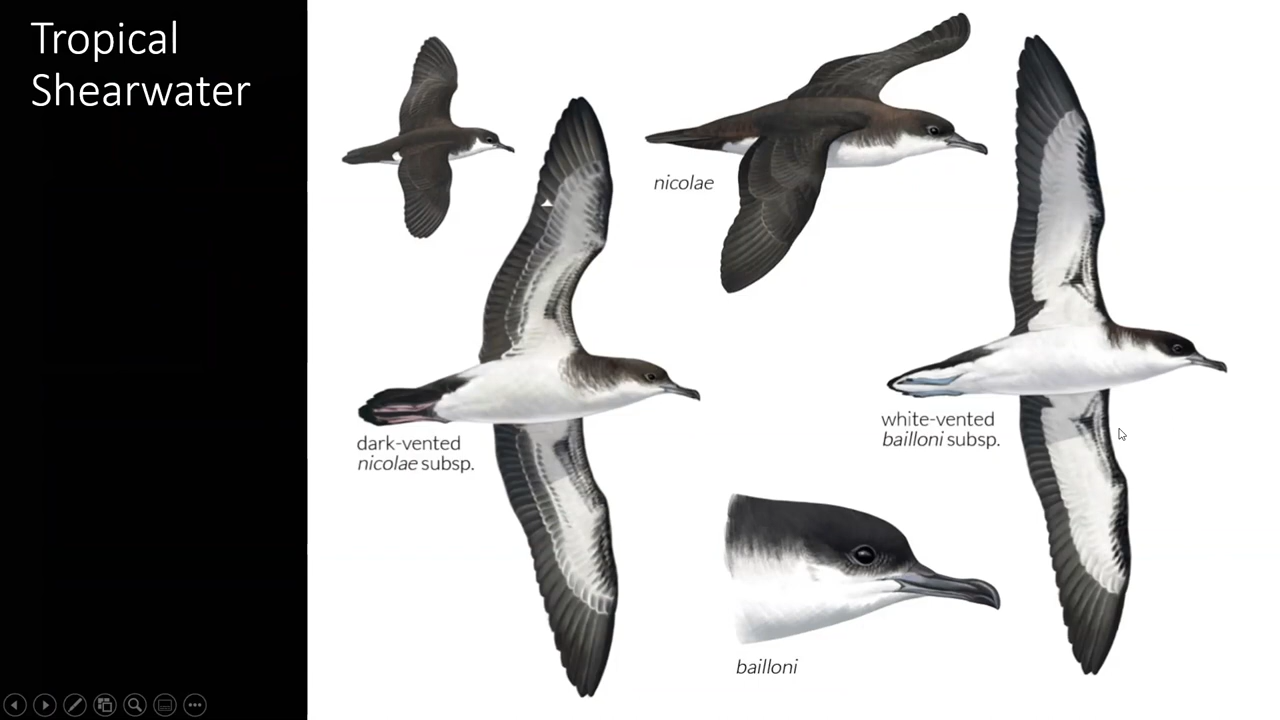 Tropical
Shearwater
nicolae
dark-vented
nicolae subsp.
white-vented
bailloni subsp.
bailloni